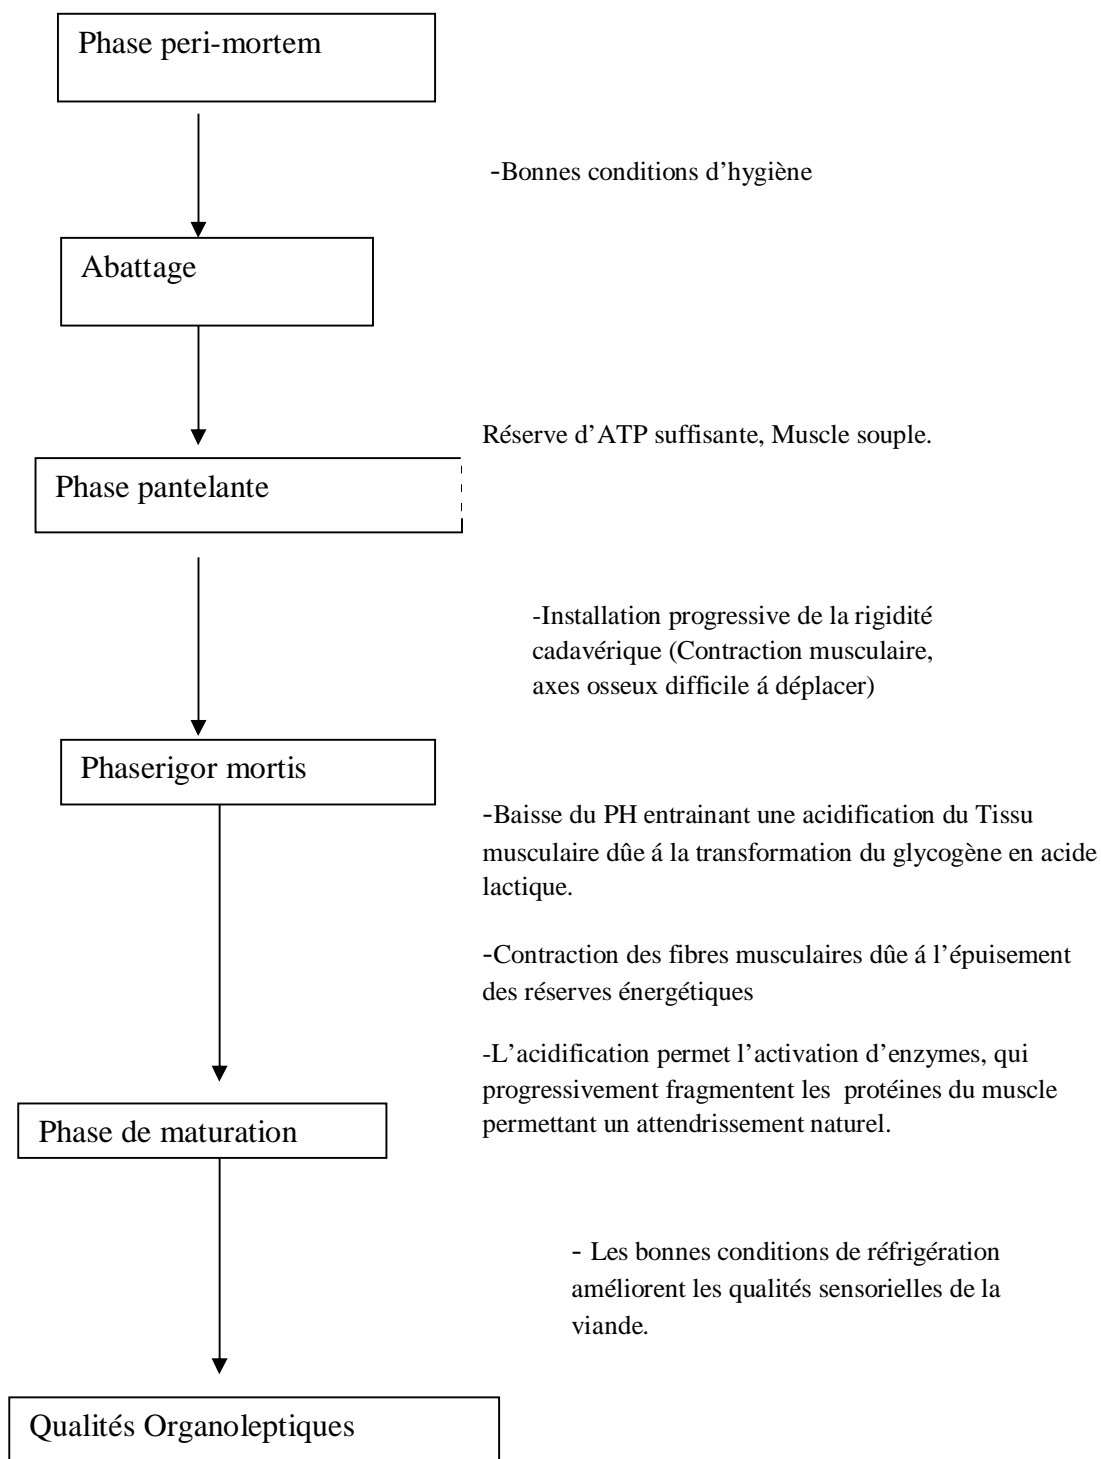 Phase peri-mortem
-Bonnes conditions d’hygiène
Abattage
Réserve d’ATP suffisante, Muscle souple.
Phase pantelante
-Installation progressive de la rigidité
cadavérique (Contraction musculaire,
axes osseux difficile á déplacer)
Phaserigor mortis
-Baisse du PH entrainant une acidification du Tissu
musculaire dûe á la transformation du glycogène en acide
lactique.
-Contraction des fibres musculaires dûe á l’épuisement
des réserves énergétiques
-L’acidification permet l’activation d’enzymes, qui
progressivement fragmentent les protéines du muscle
permettant un attendrissement naturel.
Phase de maturation
- Les bonnes conditions de réfrigération
améliorent les qualités sensorielles de la
viande.
Qualités Organoleptiques